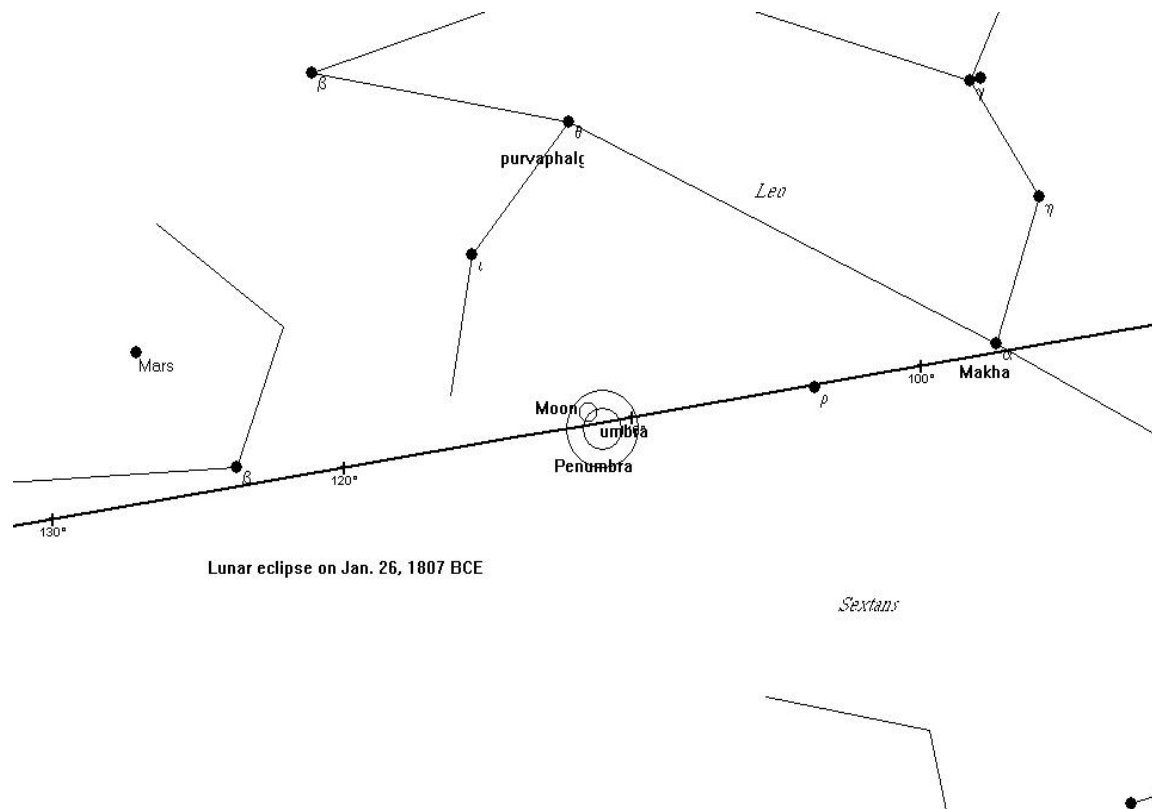 β
γ
θ
purvaphalg
Leo
η
ι
Mars
α
Makha
100°
ρ
Moon
umbra
Penumbra
β
120°
130°
Lunar eclipse on Jan. 26, 1807 BCE
Sextans